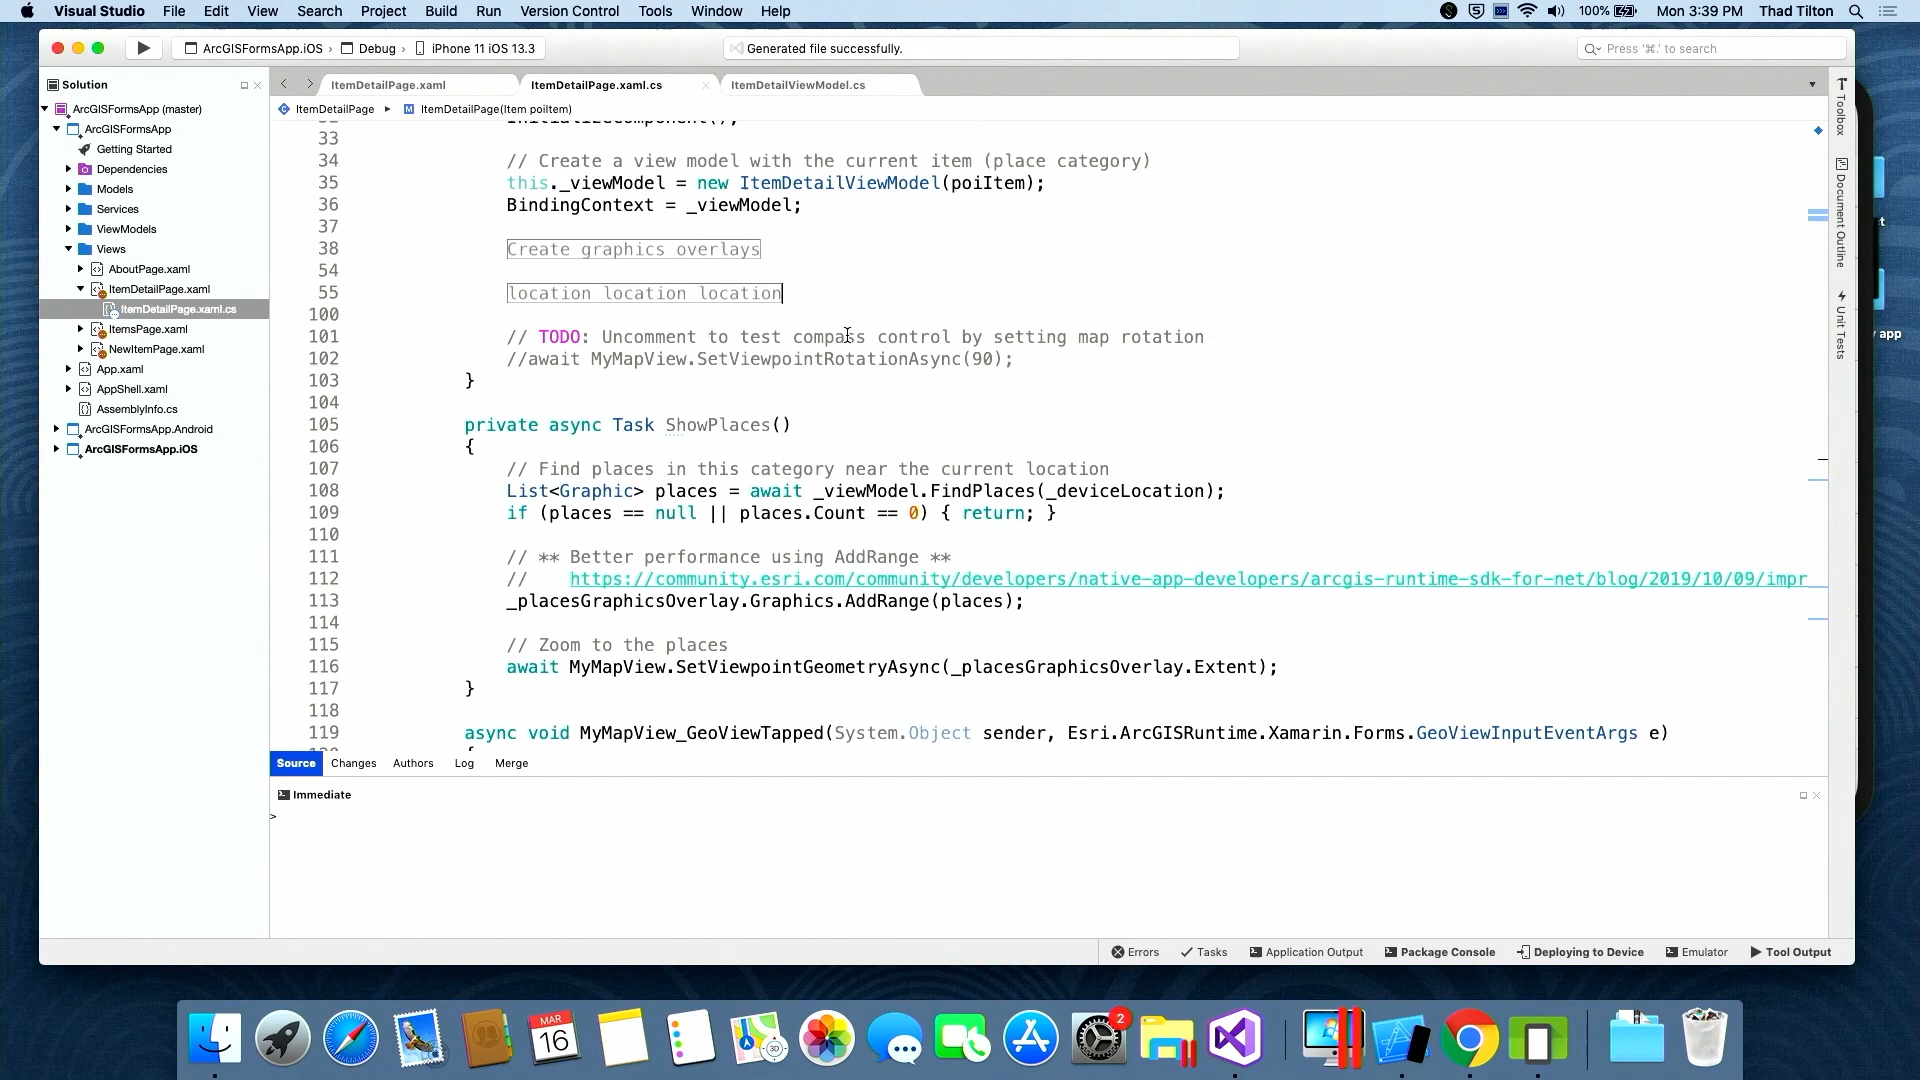 Visual Studio File Edit View Search Project Build Run Version Control Tools Window Help
100% Mon 3:39 PM Thad Tilton
ArcGISFormsApp.iOS › Debug › iPhone 11 iOS 13.3
Generated file successfully.
Press '⌘.' to search
Solution
ArcGISFormsApp (master)
ArcGISFormsApp
Getting Started
Dependencies
Models
Services
ViewModels
Views
AboutPage.xaml
ItemDetailPage.xaml
ItemDetailPage.xaml.cs
ItemsPage.xaml
NewItemPage.xaml
App.xaml
AppShell.xaml
AssemblyInfo.cs
ArcGISFormsApp.Android
ArcGISFormsApp.iOS
ItemDetailPage.xaml ItemDetailPage.xaml.cs ItemDetailViewModel.cs
ItemDetailPage ItemDetailPage(Item poiItem)
InitializeComponent();
33
34 // Create a view model with the current item (place category)
35 this._viewModel = new ItemDetailViewModel(poiItem);
36 BindingContext = _viewModel;
37
38 Create graphics overlays
54
55 location location location
100
101 // TODO: Uncomment to test compass control by setting map rotation
102 //await MyMapView.SetViewpointRotationAsync(90);
103 }
104
105 private async Task ShowPlaces()
106 {
107 // Find places in this category near the current location
108 List<Graphic> places = await _viewModel.FindPlaces(_deviceLocation);
109 if (places == null || places.Count == 0) { return; }
110
111 // ** Better performance using AddRange **
112 // https://community.esri.com/community/developers/native-app-developers/arcgis-runtime-sdk-for-net/blog/2019/10/09/impr
113 _placesGraphicsOverlay.Graphics.AddRange(places);
114
115 // Zoom to the places
116 await MyMapView.SetViewpointGeometryAsync(_placesGraphicsOverlay.Extent);
117 }
118
119 async void MyMapView_GeoViewTapped(System.Object sender, Esri.ArcGISRuntime.Xamarin.Forms.GeoViewInputEventArgs e)
Source Changes Authors Log Merge
Immediate
>
Errors Tasks Application Output Package Console Deploying to Device Emulator Tool Output
Toolbox
Document Outline
Unit Tests
t
y app
MAR
16
3D
2